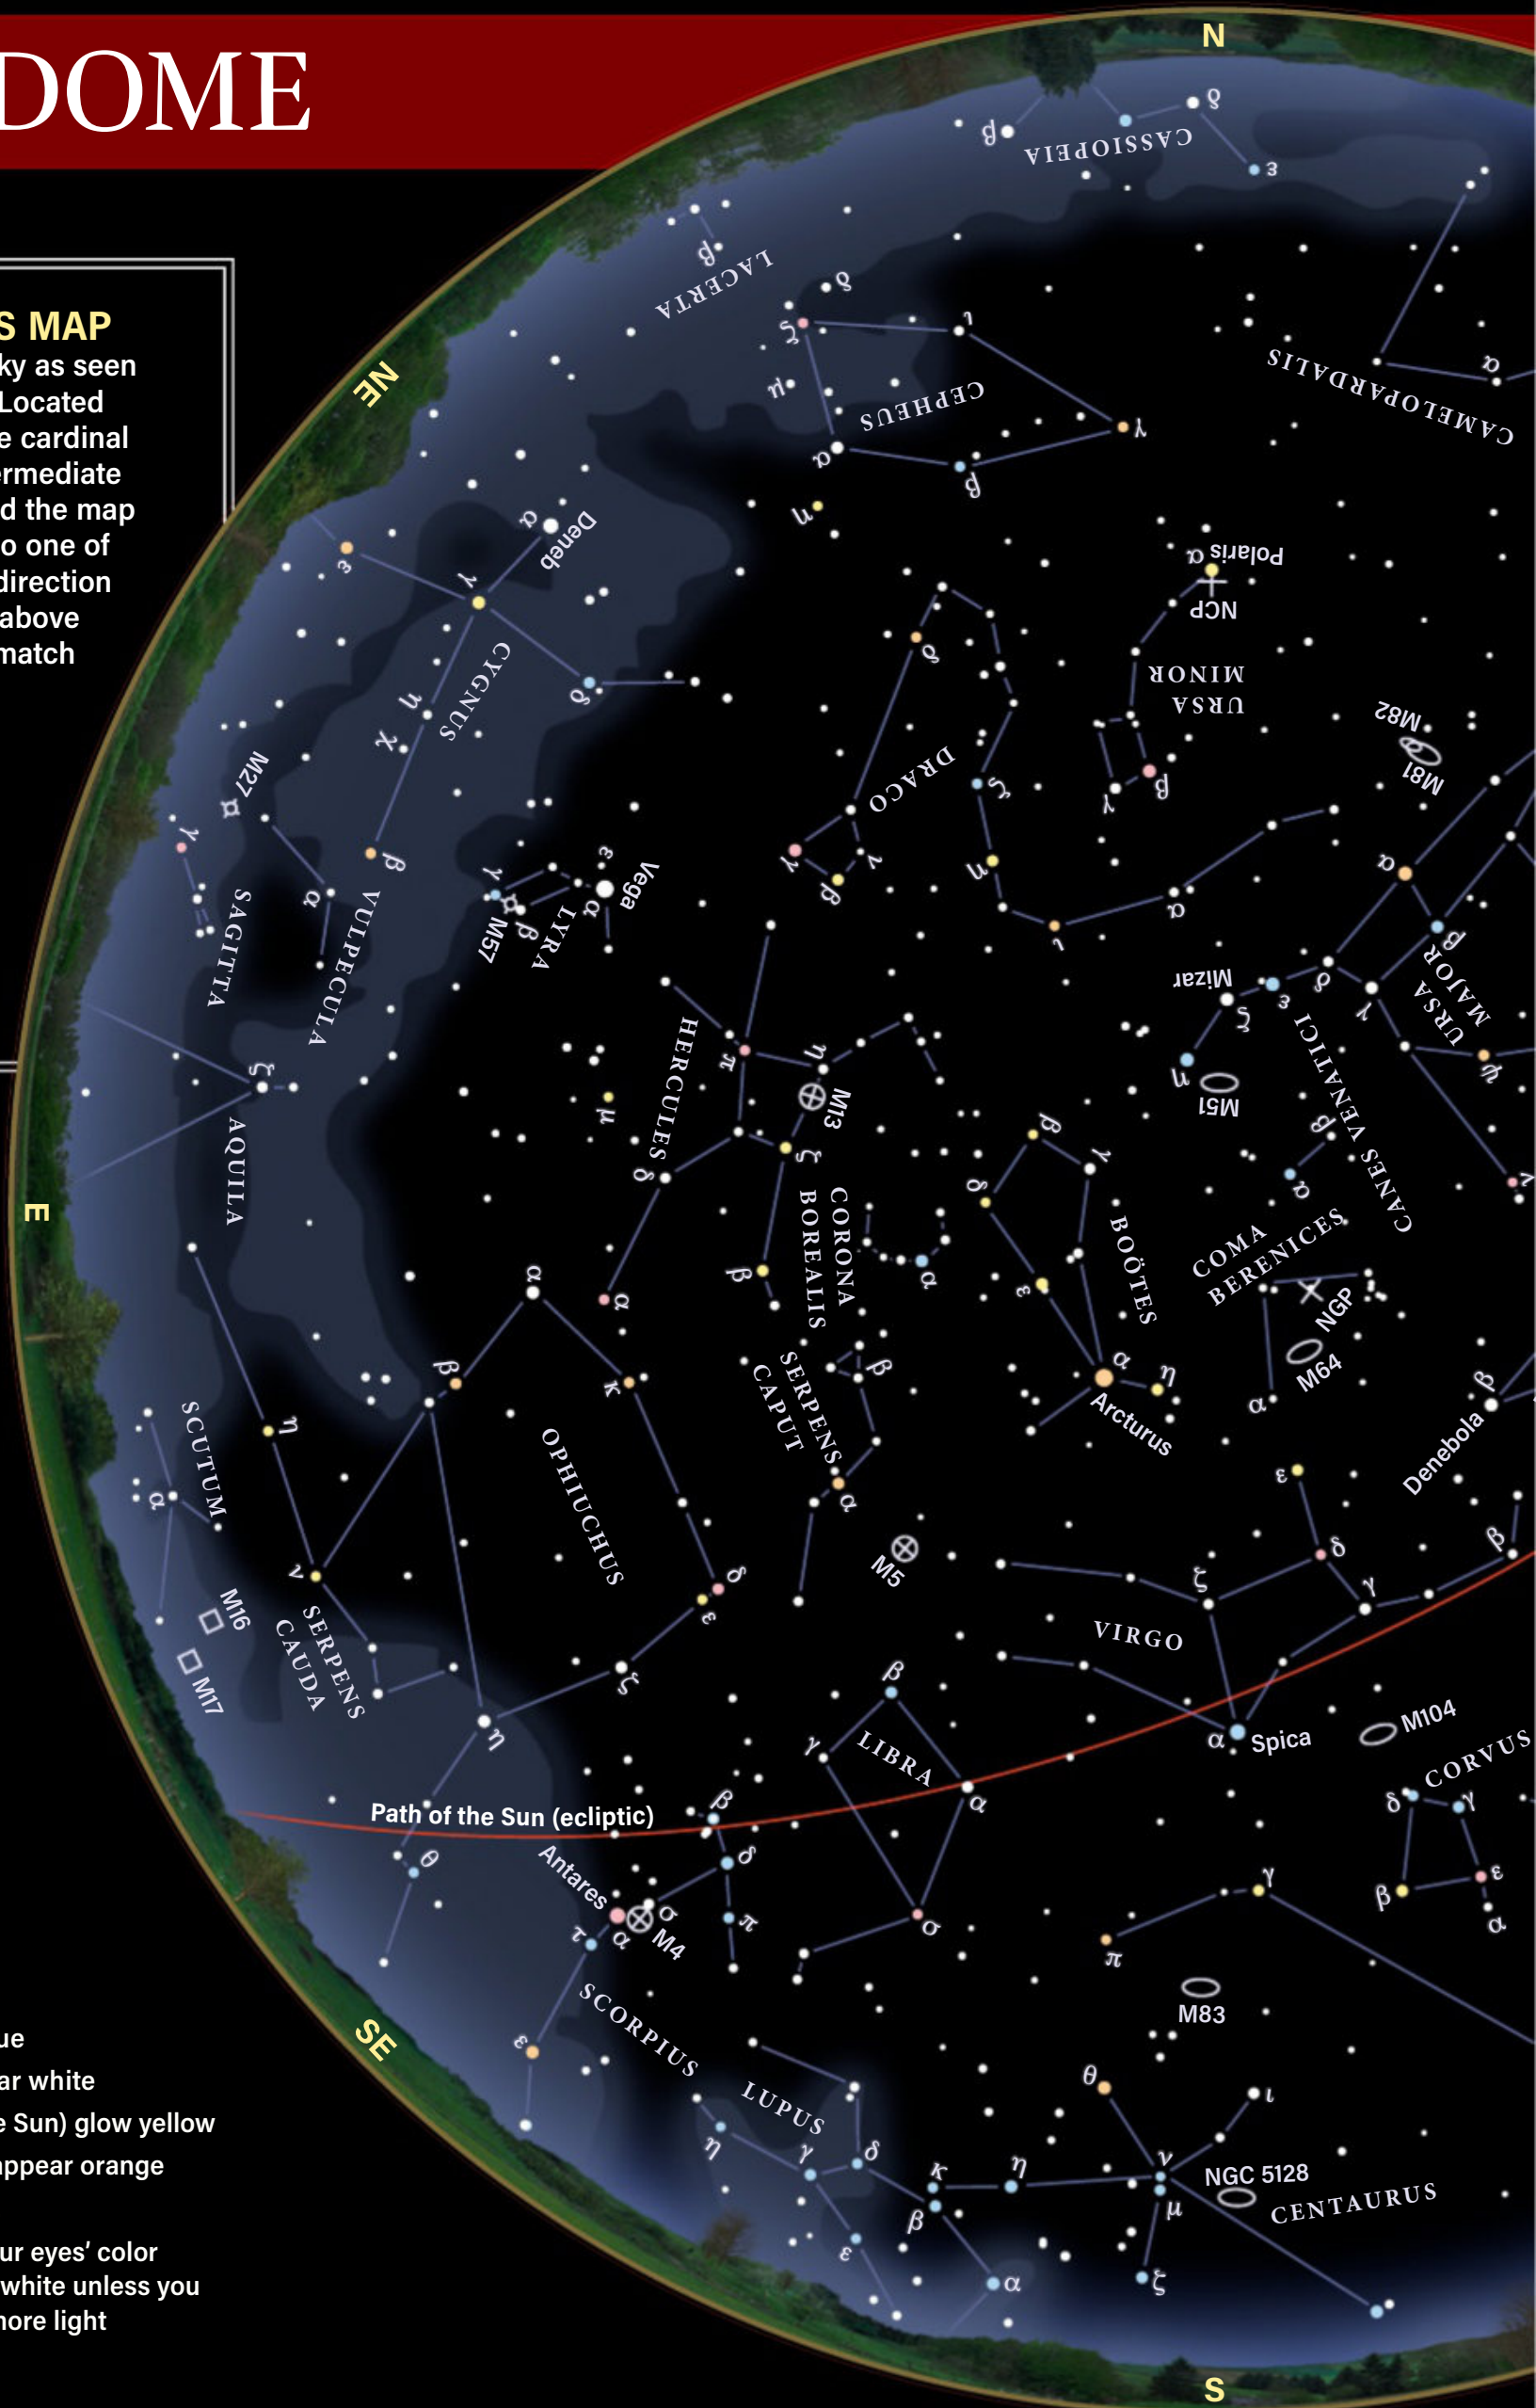 DOME
N
S MAP
ky as seen
Located
e cardinal
ermediate
d the map
o one of
direction
above
match
NE
β
CASSIOPEIA
δ
ε
β
LACERTA
δ
ζ
ι
μ
CEPHEUS
α
β
γ
η
CAMELOPARDALIS
α
α
Deneb
ε
γ
CYGNUS
δ
η
χ
β
M27
γ
SAGITTA
α
VULPECULA
γ
M57
β
LYRA
α
ε
Vega
Polaris
α
NCP
URSA
MINOR
β
γ
δ
DRACO
ζ
γ
β
λ
η
ι
α
M82
M81
α
β
URSA
MAJOR
γ
δ
ε
Mizar
ζ
η
M51
ψ
ν
CANES VENATICI
β
α
E
ζ
AQUILA
HERCULES
π
η
M13
μ
δ
ζ
β
α
CORONA
BOREALIS
α
β
γ
δ
BOÖTES
ε
α
η
Arcturus
COMA
BERENICES
NGP
M64
α
β
Denebola
α
β
κ
OPHIUCHUS
δ
ε
ζ
η
θ
SERPENS
CAPUT
β
α
M5
SCUTUM
α
η
ν
M16
M17
SERPENS
CAUDA
ε
δ
β
γ
ζ
VIRGO
α
Spica
M104
CORVUS
δ
γ
β
ε
α
β
γ
LIBRA
α
σ
Path of the Sun (ecliptic)
β
δ
Antares
α
σ
M4
π
τ
SCORPIUS
ε
SE
γ
π
M83
LUPUS
η
γ
δ
ε
κ
β
α
η
θ
ι
ν
μ
NGC 5128
CENTAURUS
ζ
ue
ar white
e Sun) glow yellow
appear orange
ur eyes’ color
white unless you
more light
S